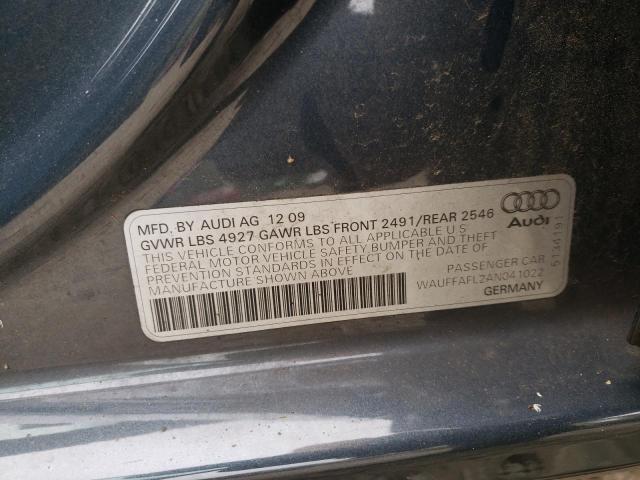 MFD. BY AUDI AG 12 09
GVWR LBS 4927 GAWR LBS FRONT 2491/REAR 2546
THIS VEHICLE CONFORMS TO ALL APPLICABLE U S
FEDERAL MOTOR VEHICLE SAFETY BUMPER AND THEFT
PREVENTION STANDARDS IN EFFECT ON THE DATE OF
MANUFACTURE SHOWN ABOVE
PASSENGER CAR
WAUFFAFL2AN041022
GERMANY
Audi
5134191